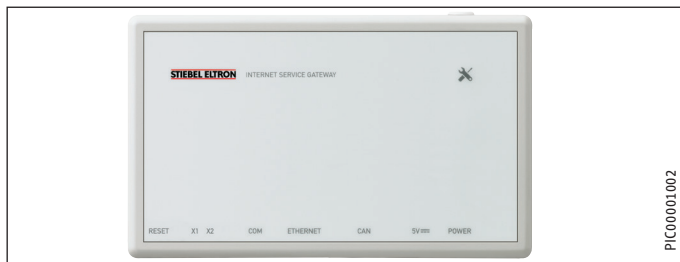 STIEBEL ELTRON INTERNET SERVICE GATEWAY
RESET X1 X2 COM ETHERNET CAN 5V POWER
PIC00001002